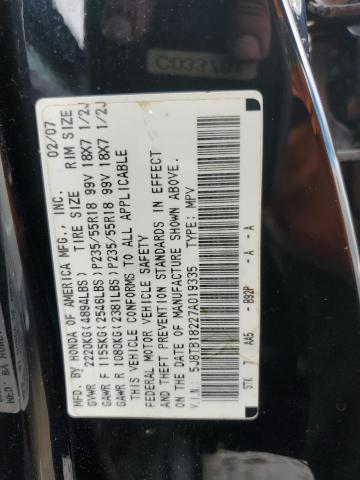 MFD. BY HONDA OF AMERICA MFG., INC. 02/07
GVWR 2220KG(4894LBS) TIRE SIZE RIM SIZE
GAWR F 1155KG(2546LBS)P235/55R18 99V 18X7 1/2J
GAWR R 1080KG(2381LBS)P235/55R18 99V 18X7 1/2J
THIS VEHICLE CONFORMS TO ALL APPLICABLE
FEDERAL MOTOR VEHICLE SAFETY
AND THEFT PREVENTION STANDARDS IN EFFECT
ON THE DATE OF MANUFACTURE SHOWN ABOVE.
V.I.N.: 5J8TB18227A019335 TYPE: MPV
STK 7 AA5 - B92P - A - A